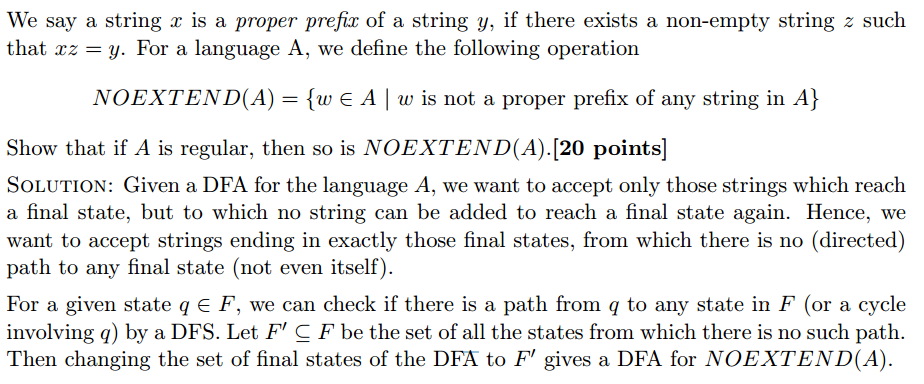 We say a string x is a proper prefix of a string y, if there exists a non-empty string z such
that xz = y. For a language A, we define the following operation
NOEXTEND(A) = {w ∈ A | w is not a proper prefix of any string in A}
Show that if A is regular, then so is NOEXTEND(A).[20 points]
SOLUTION: Given a DFA for the language A, we want to accept only those strings which reach
a final state, but to which no string can be added to reach a final state again. Hence, we
want to accept strings ending in exactly those final states, from which there is no (directed)
path to any final state (not even itself).
For a given state q ∈ F, we can check if there is a path from q to any state in F (or a cycle
involving q) by a DFS. Let F′ ⊆ F be the set of all the states from which there is no such path.
Then changing the set of final states of the DFA to F′ gives a DFA for NOEXTEND(A).